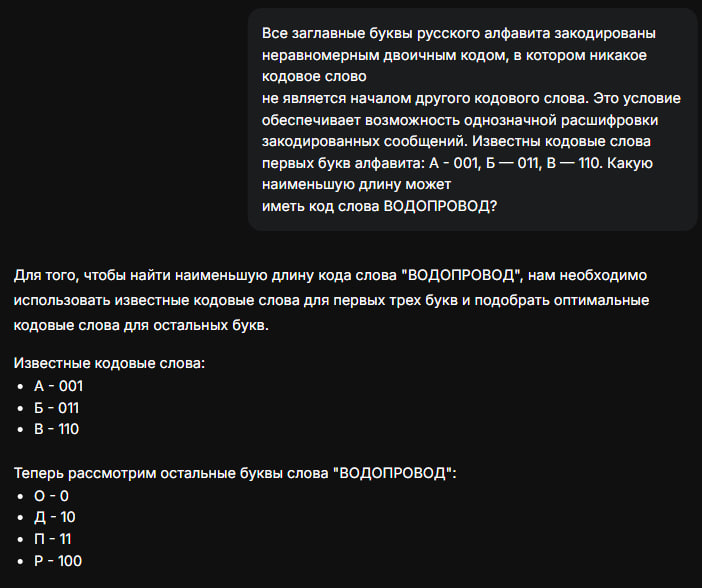 Все заглавные буквы русского алфавита закодированы
неравномерным двоичным кодом, в котором никакое
кодовое слово
не является началом другого кодового слова. Это условие
обеспечивает возможность однозначной расшифровки
закодированных сообщений. Известны кодовые слова
первых букв алфавита: А - 001, Б — 011, В — 110. Какую
наименьшую длину может
иметь код слова ВОДОПРОВОД?
Для того, чтобы найти наименьшую длину кода слова "ВОДОПРОВОД", нам необходимо
использовать известные кодовые слова для первых трех букв и подобрать оптимальные
кодовые слова для остальных букв.
Известные кодовые слова:
• А - 001
• Б - 011
• В - 110
Теперь рассмотрим остальные буквы слова "ВОДОПРОВОД":
• О - 0
• Д - 10
• П - 11
• Р - 100